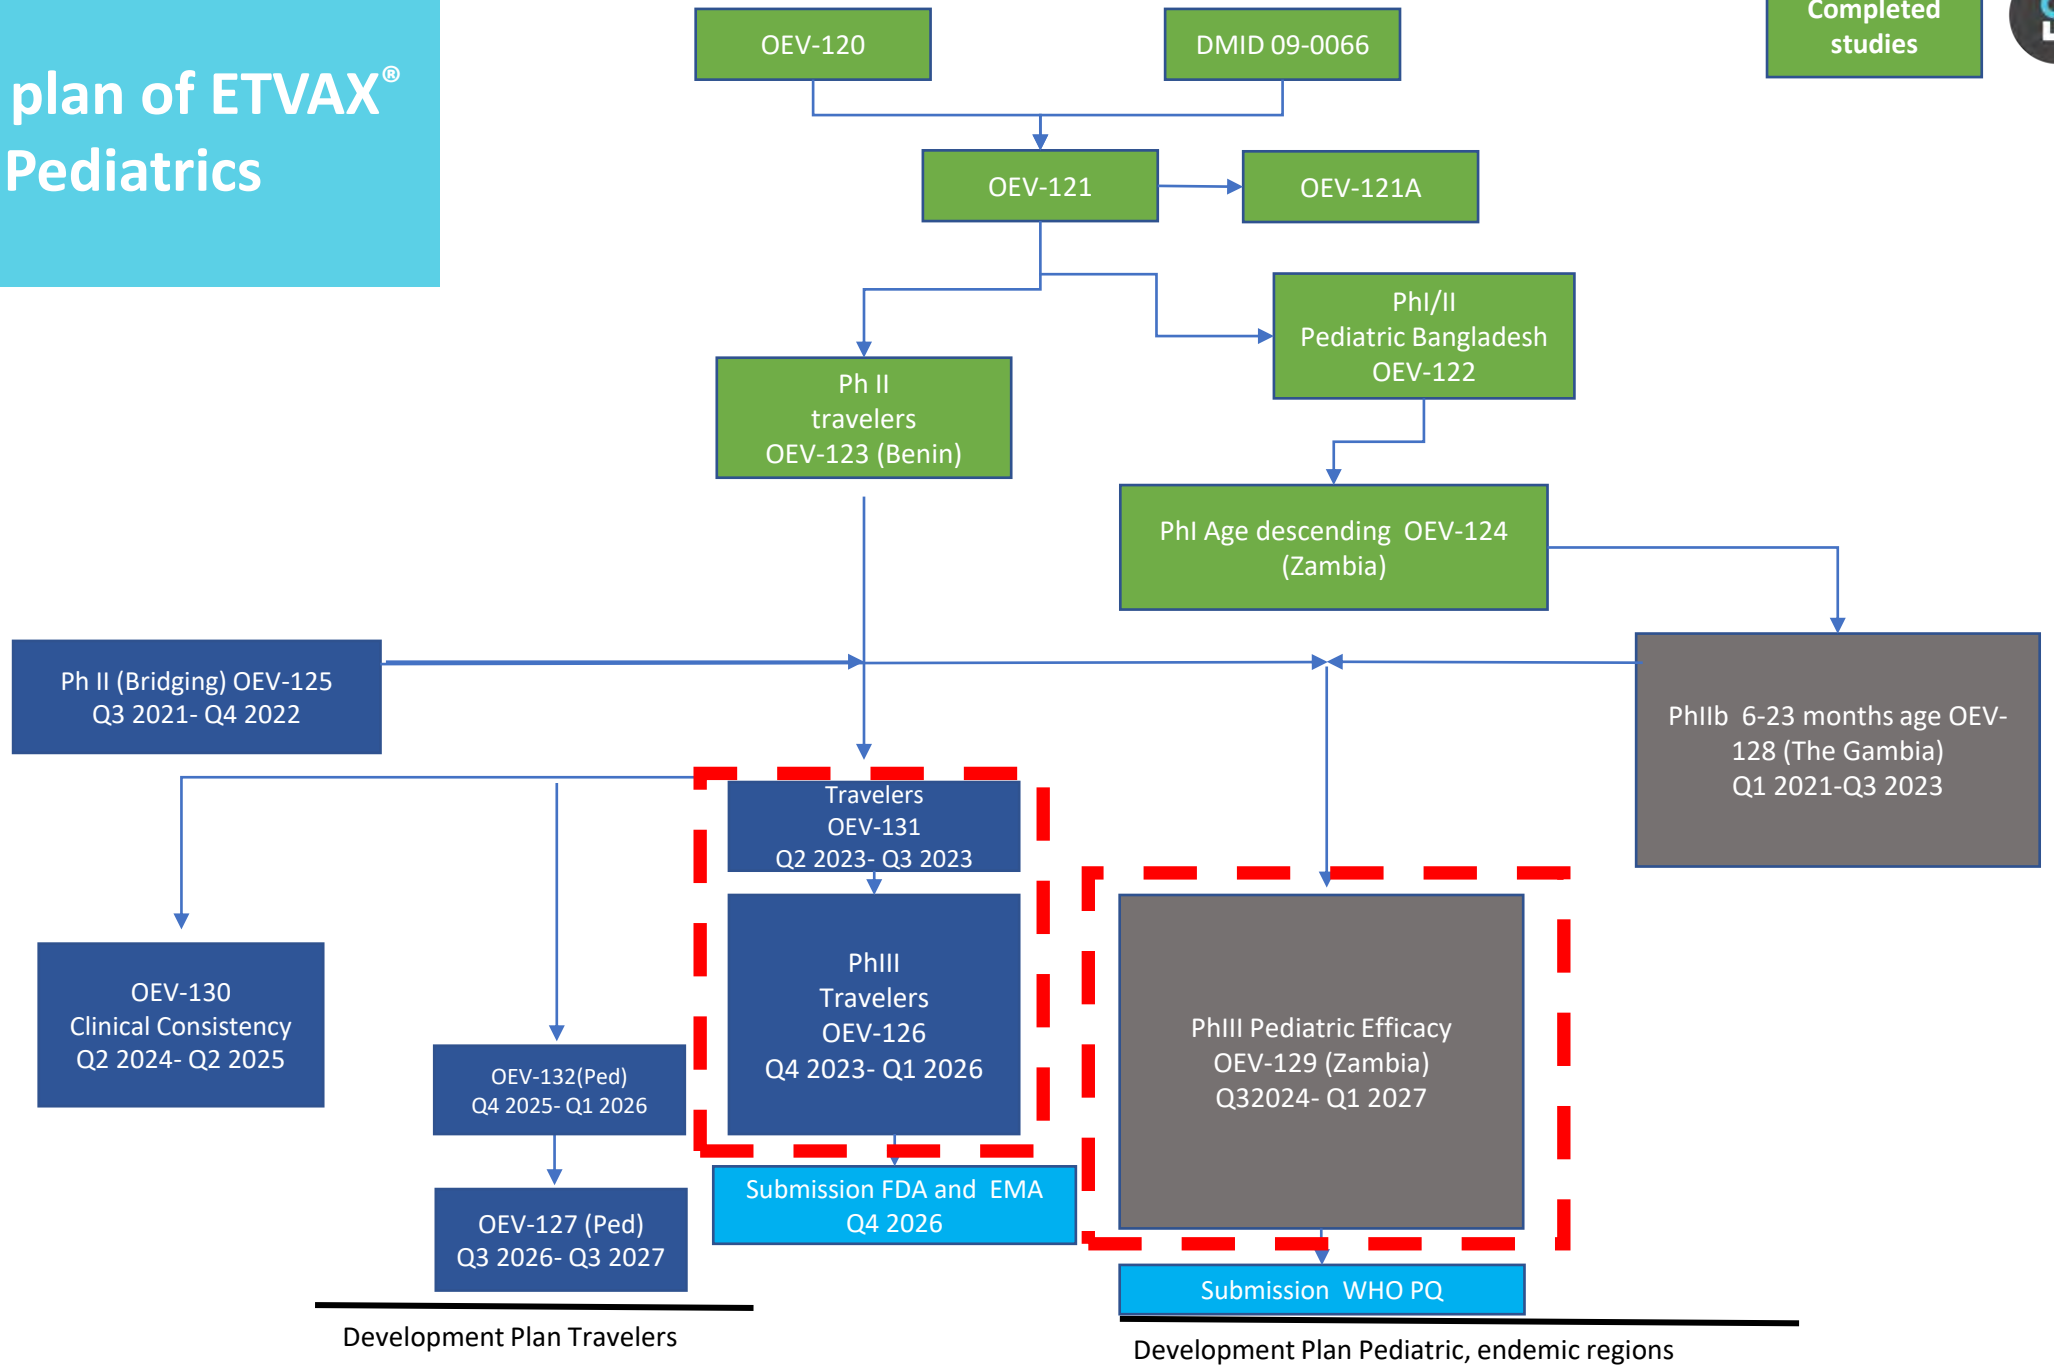 plan of ETVAX®
Pediatrics
Completed
studies
OEV-120
DMID 09-0066
OEV-121
OEV-121A
PhI/II
Pediatric Bangladesh
OEV-122
Ph II
travelers
OEV-123 (Benin)
PhI Age descending OEV-124
(Zambia)
Ph II (Bridging) OEV-125
Q3 2021- Q4 2022
PhIIb 6-23 months age OEV-
128 (The Gambia)
Q1 2021-Q3 2023
Travelers
OEV-131
Q2 2023- Q3 2023
PhIII
Travelers
OEV-126
Q4 2023- Q1 2026
OEV-130
Clinical Consistency
Q2 2024- Q2 2025
OEV-132(Ped)
Q4 2025- Q1 2026
PhIII Pediatric Efficacy
OEV-129 (Zambia)
Q32024- Q1 2027
OEV-127 (Ped)
Q3 2026- Q3 2027
Submission FDA and EMA
Q4 2026
Submission WHO PQ
Development Plan Travelers
Development Plan Pediatric, endemic regions